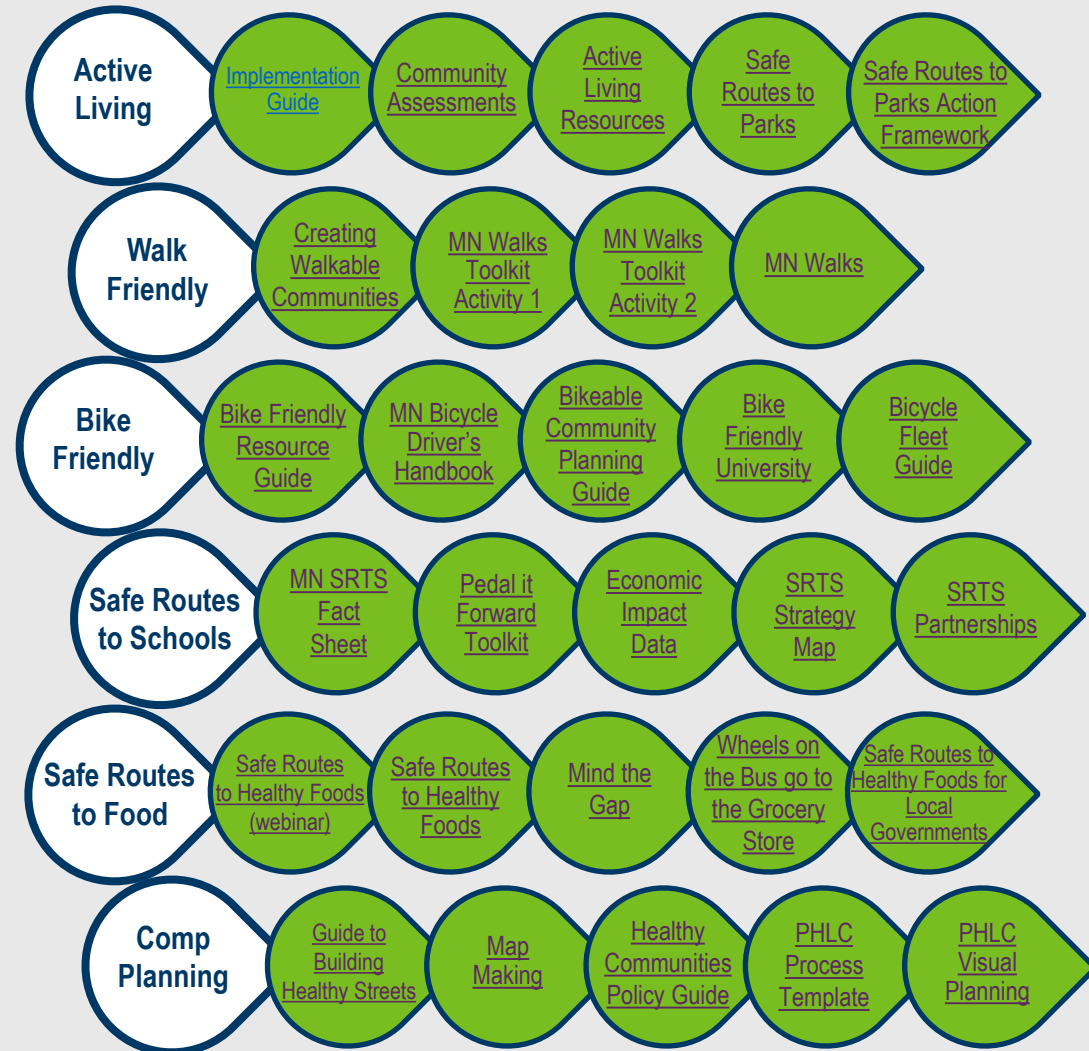 Active
Living
Implementation
Guide
Community
Assessments
Active
Living
Resources
Safe
Routes to
Parks
Safe Routes to
Parks Action
Framework
Walk
Friendly
Creating
Walkable
Communities
MN Walks
Toolkit
Activity 1
MN Walks
Toolkit
Activity 2
MN Walks
Bike
Friendly
Bike Friendly
Resource
Guide
MN Bicycle
Driver's
Handbook
Bikeable
Community
Planning
Guide
Bike
Friendly
University
Bicycle
Fleet
Guide
Safe Routes
to Schools
MN SRTS
Fact
Sheet
Pedal it
Forward
Toolkit
Economic
Impact
Data
SRTS
Strategy
Map
SRTS
Partnerships
Safe Routes
to Food
Safe Routes
to Healthy Foods
(webinar)
Safe Routes
to Healthy
Foods
Mind the
Gap
Wheels on
the Bus go to
the Grocery
Store
Safe Routes to
Healthy Foods for
Local
Governments
Comp
Planning
Guide to
Building
Healthy Streets
Map
Making
Healthy
Communities
Policy Guide
PHLC
Process
Template
PHLC
Visual
Planning